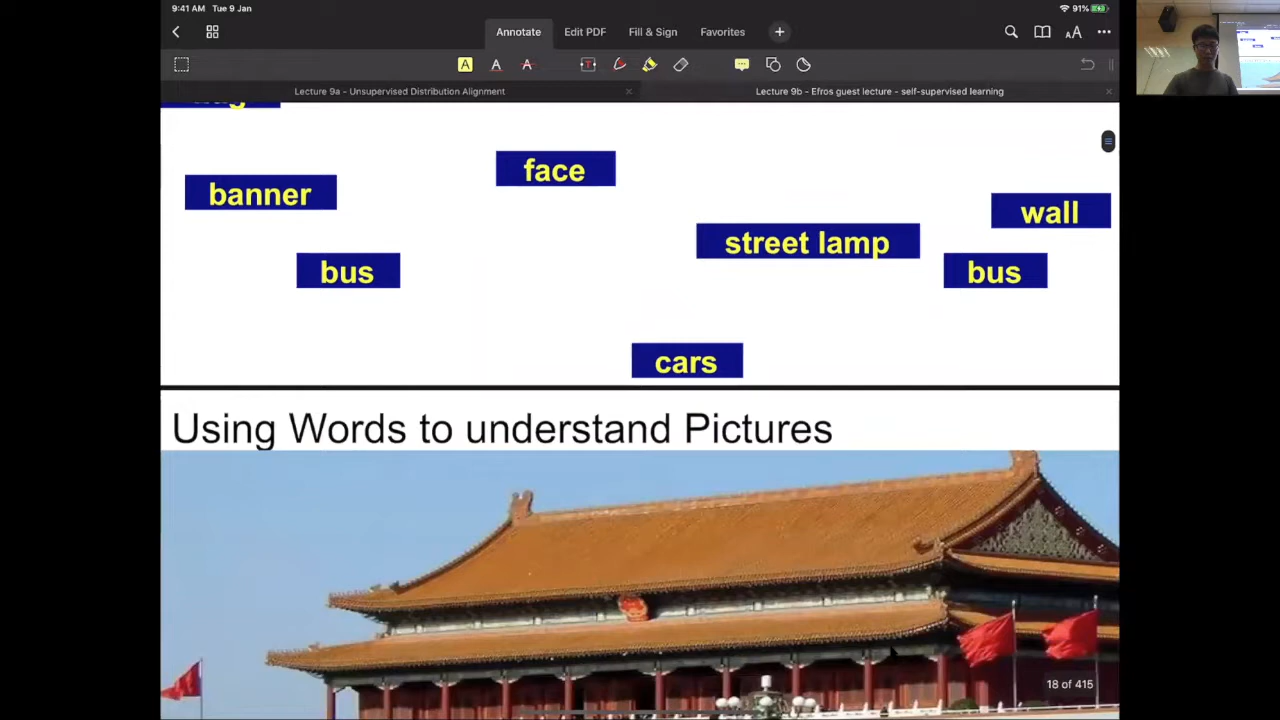 9:41 AM Tue 9 Jan
91%
Annotate Edit PDF Fill & Sign Favorites
Lecture 9a - Unsupervised Distribution Alignment
Lecture 9b - Efros guest lecture - self-supervised learning
face
banner
wall
street lamp
bus
bus
cars
Using Words to understand Pictures
18 of 415